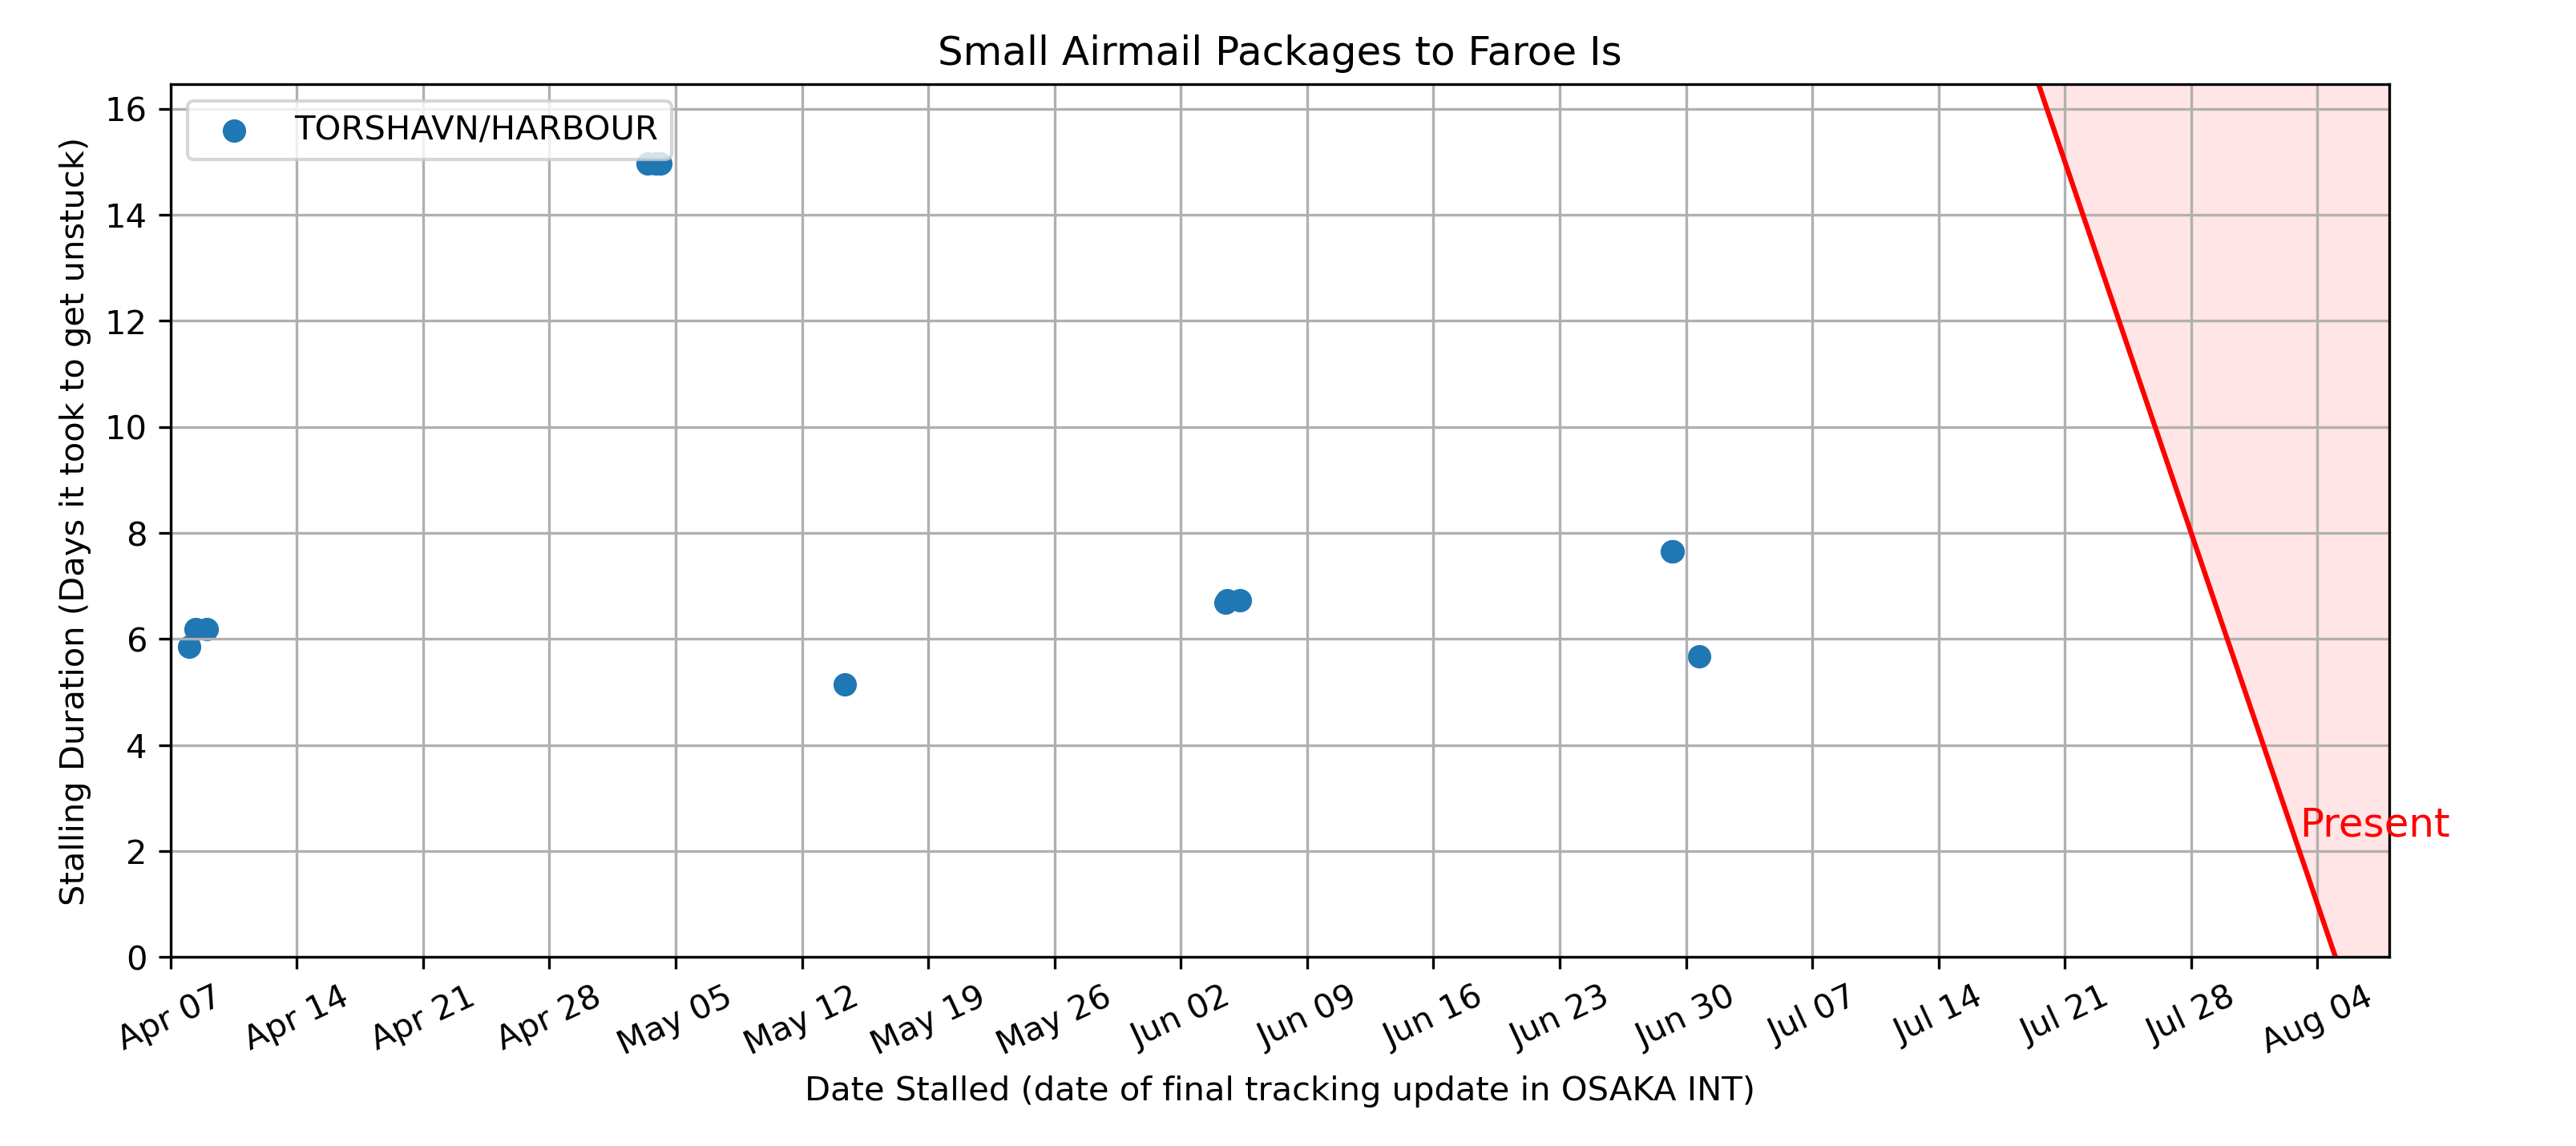 Small Airmail Packages to Faroe Is
TORSHAVN/HARBOUR
Stalling Duration (Days it took to get unstuck)
16
14
12
10
8
6
4
2
0
Present
Apr 07
Apr 14
Apr 21
Apr 28
May 05
May 12
May 19
May 26
Jun 02
Jun 09
Jun 16
Jun 23
Jun 30
Jul 07
Jul 14
Jul 21
Jul 28
Aug 04
Date Stalled (date of final tracking update in OSAKA INT)